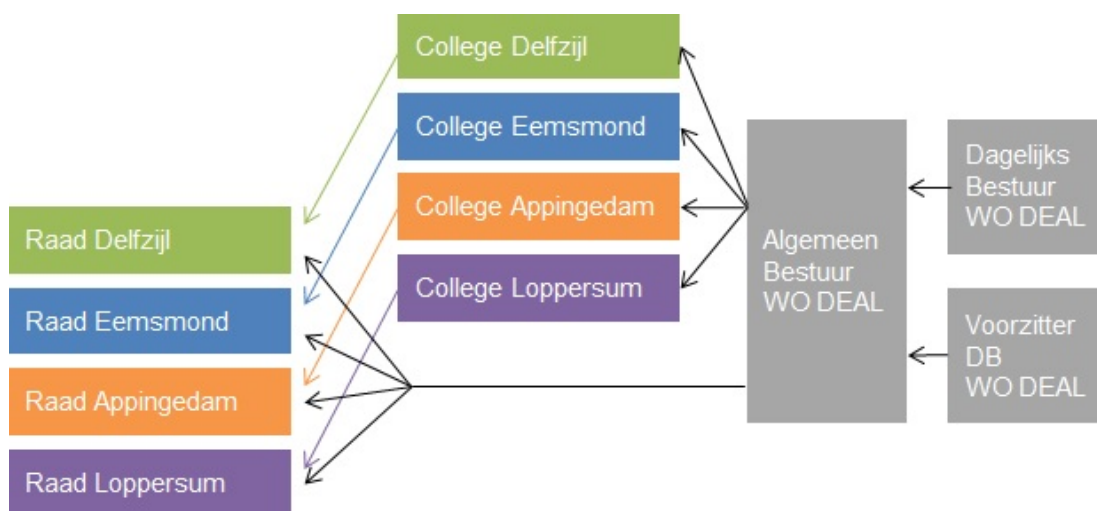 College Delfzijl
College Eemsmond
College Appingedam
College Loppersum
Raad Delfzijl
Raad Eemsmond
Raad Appingedam
Raad Loppersum
Algemeen
Bestuur
WO DEAL
Dagelijks
Bestuur
WO DEAL
Voorzitter
DB
WO DEAL